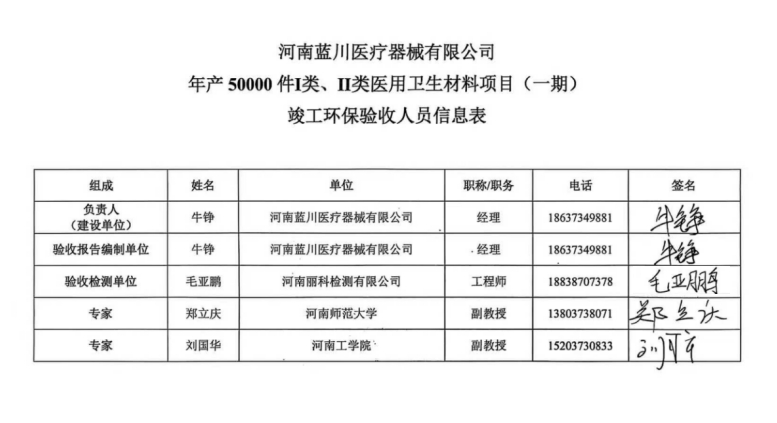 河南蓝川医疗器械有限公司
年产 50000 件I类、II类医用卫生材料项目（一期）
竣工环保验收人员信息表
组成 姓名 单位 职称/职务 电话 签名
负责人
（建设单位） 牛铮 河南蓝川医疗器械有限公司 经理 18637349881 牛铮
验收报告编制单位 牛铮 河南蓝川医疗器械有限公司 经理 18637349881 牛铮
验收检测单位 毛亚鹏 河南丽科检测有限公司 工程师 18838707378 毛亚鹏
专家 郑立庆 河南师范大学 副教授 13803738071 郑立庆
专家 刘国华 河南工学院 副教授 15203730833